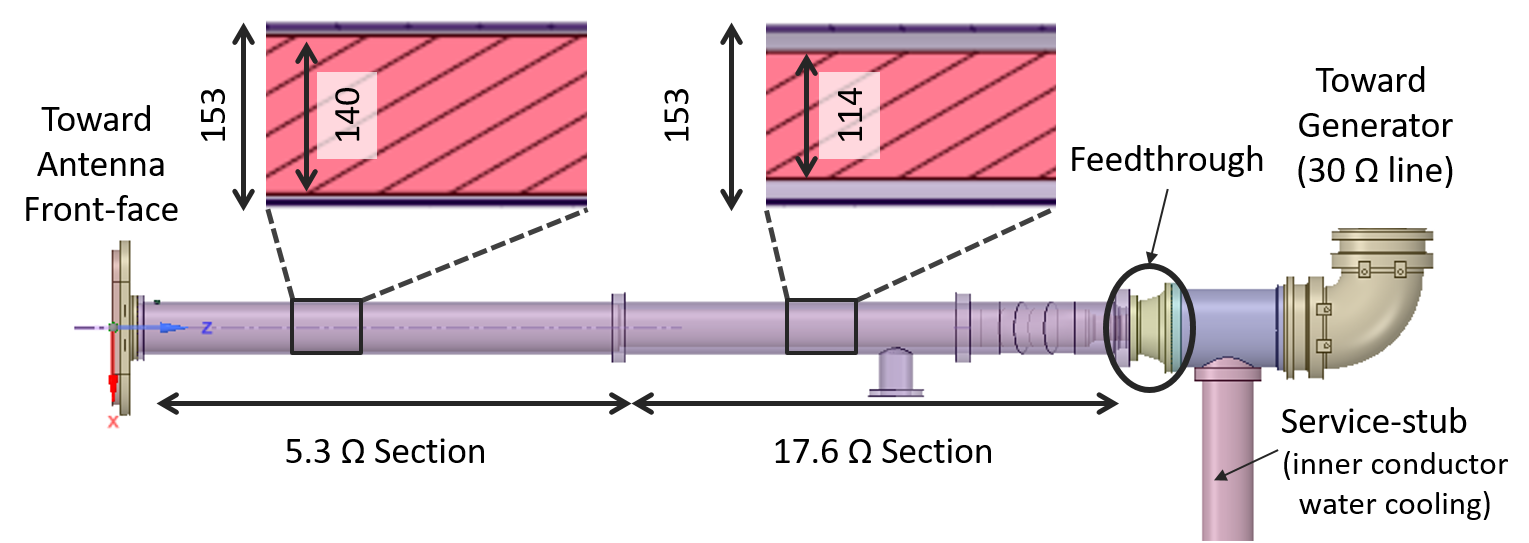 153
140
153
114
Toward
Antenna
Front-face
Feedthrough
Toward
Generator
(30 Ω line)
z
x
5.3 Ω Section
17.6 Ω Section
Service-stub
(inner conductor
water cooling)